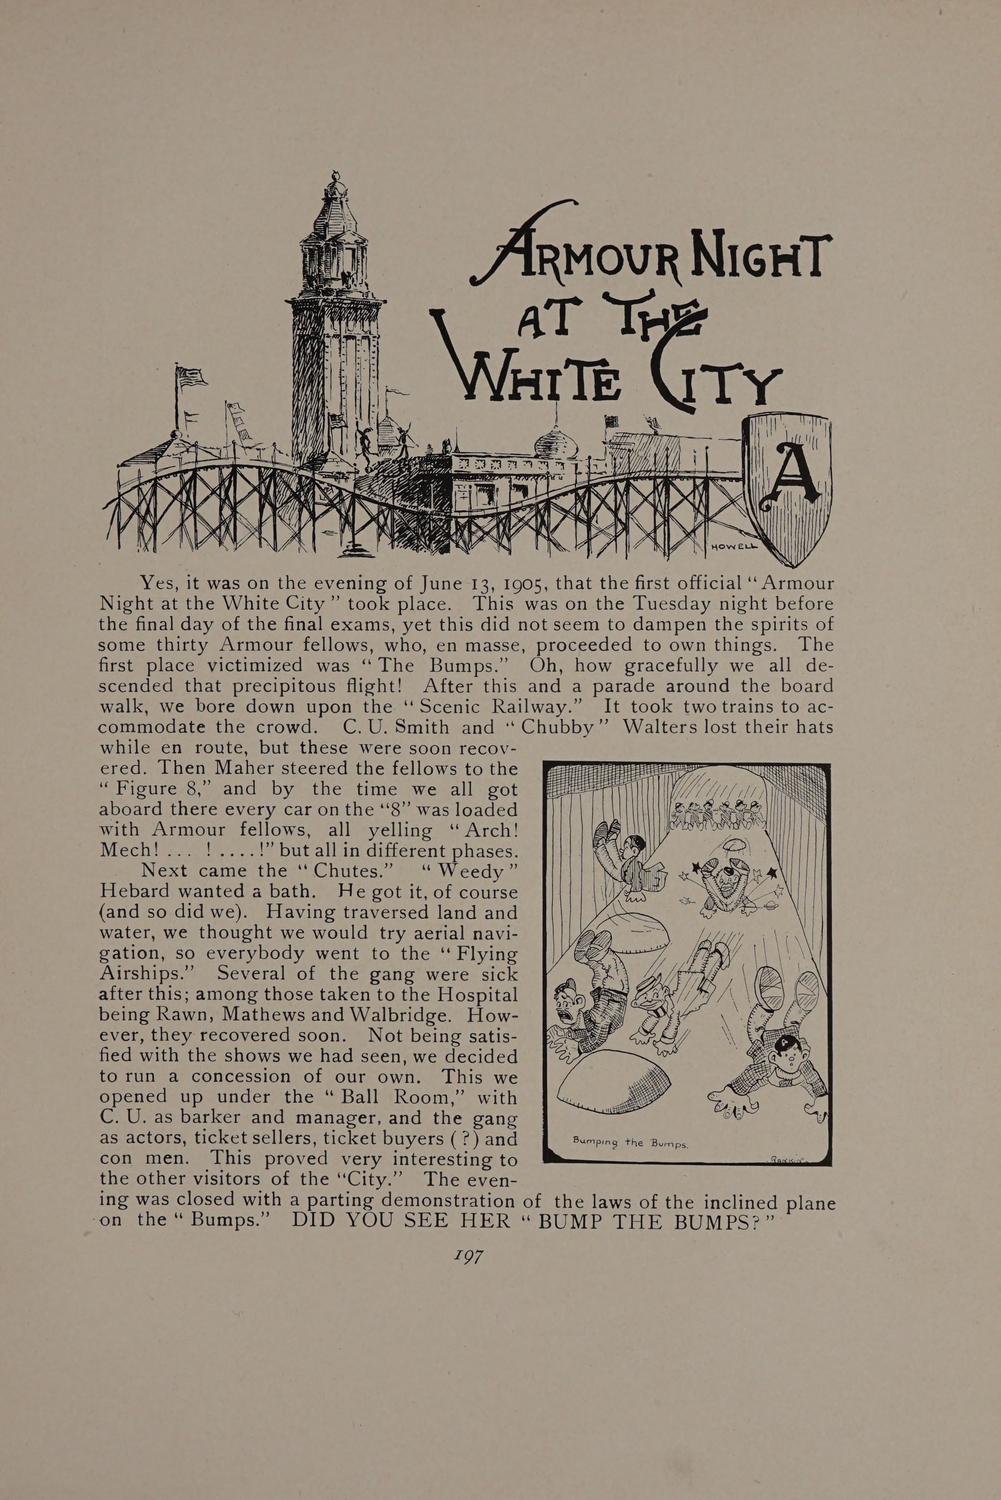 ARMOUR NIGHT
AT THE
WHITE CITY
A
HOWELL
Yes, it was on the evening of June 13, 1905, that the first official “Armour
Night at the White City” took place. This was on the Tuesday night before
the final day of the final exams, yet this did not seem to dampen the spirits of
some thirty Armour fellows, who, en masse, proceeded to own things. The
first place victimized was “The Bumps.” Oh, how gracefully we all de-
scended that precipitous flight! After this and a parade around the board
walk, we bore down upon the “Scenic Railway.” It took two trains to ac-
commodate the crowd. C. U. Smith and “Chubby” Walters lost their hats
while en route, but these were soon recov-
ered. Then Maher steered the fellows to the
“Figure 8,” and by the time we all got
aboard there every car on the “8” was loaded
with Armour fellows, all yelling “Arch!
Mech! ... ! ....!” but all in different phases.
Next came the “Chutes.” “Weedy”
Hebard wanted a bath. He got it, of course
(and so did we). Having traversed land and
water, we thought we would try aerial navi-
gation, so everybody went to the “Flying
Airships.” Several of the gang were sick
after this; among those taken to the Hospital
being Rawn, Mathews and Walbridge. How-
ever, they recovered soon. Not being satis-
fied with the shows we had seen, we decided
to run a concession of our own. This we
opened up under the “Ball Room,” with
C. U. as barker and manager, and the gang
as actors, ticket sellers, ticket buyers (?) and
con men. This proved very interesting to
the other visitors of the “City.” The even-
ing was closed with a parting demonstration of the laws of the inclined plane
on the “Bumps.” DID YOU SEE HER “BUMP THE BUMPS?”
Bumping the Bumps.
197